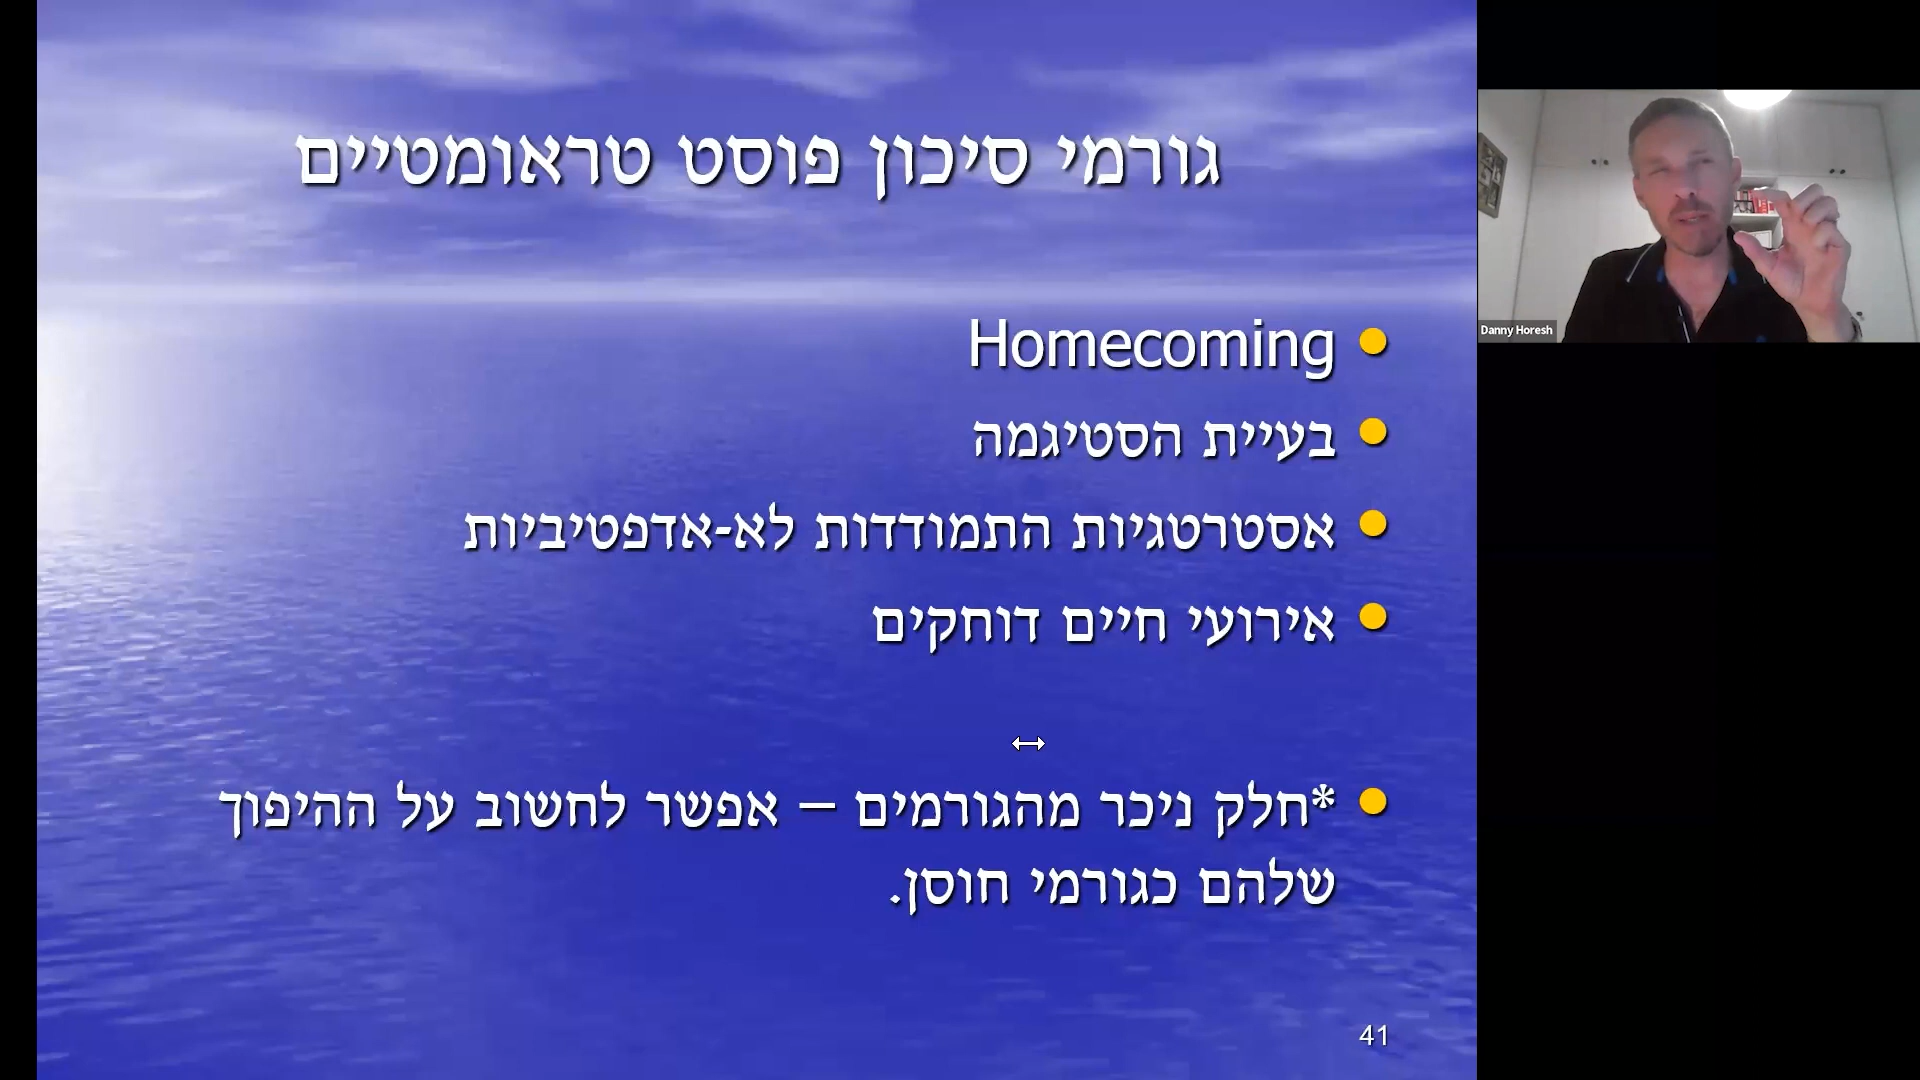 גורמי סיכון פוסט טראומטיים
Homecoming
בעיית הסטיגמה
אסטרטגיות התמודדות לא-אדפטיביות
אירועי חיים דוחקים
*חלק ניכר מהגורמים – אפשר לחשוב על ההיפוך
שלהם כגורמי חוסן.
41
Danny Horesh